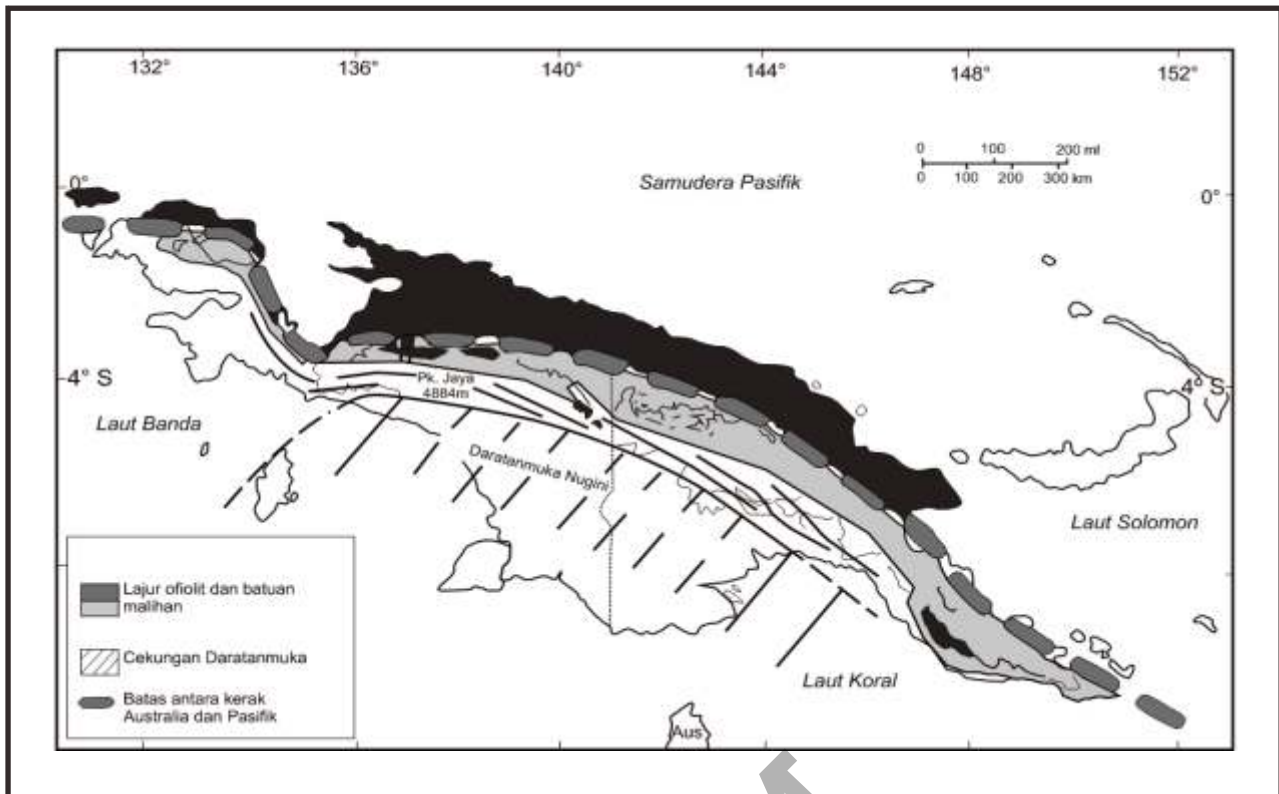 132° 136° 140° 144° 148° 152°
0 100 200 ml
0 100 200 300 km
Samudera Pasifik
0° 0°
4° S 4° S
Pk. Jaya
4884m
Laut Banda
Daratanmuka Nugini
Laut Solomon
Laut Koral
Aus
Lajur ofiolit dan batuan
malihan
Cekungan Daratanmuka
Batas antara kerak
Australia dan Pasifik